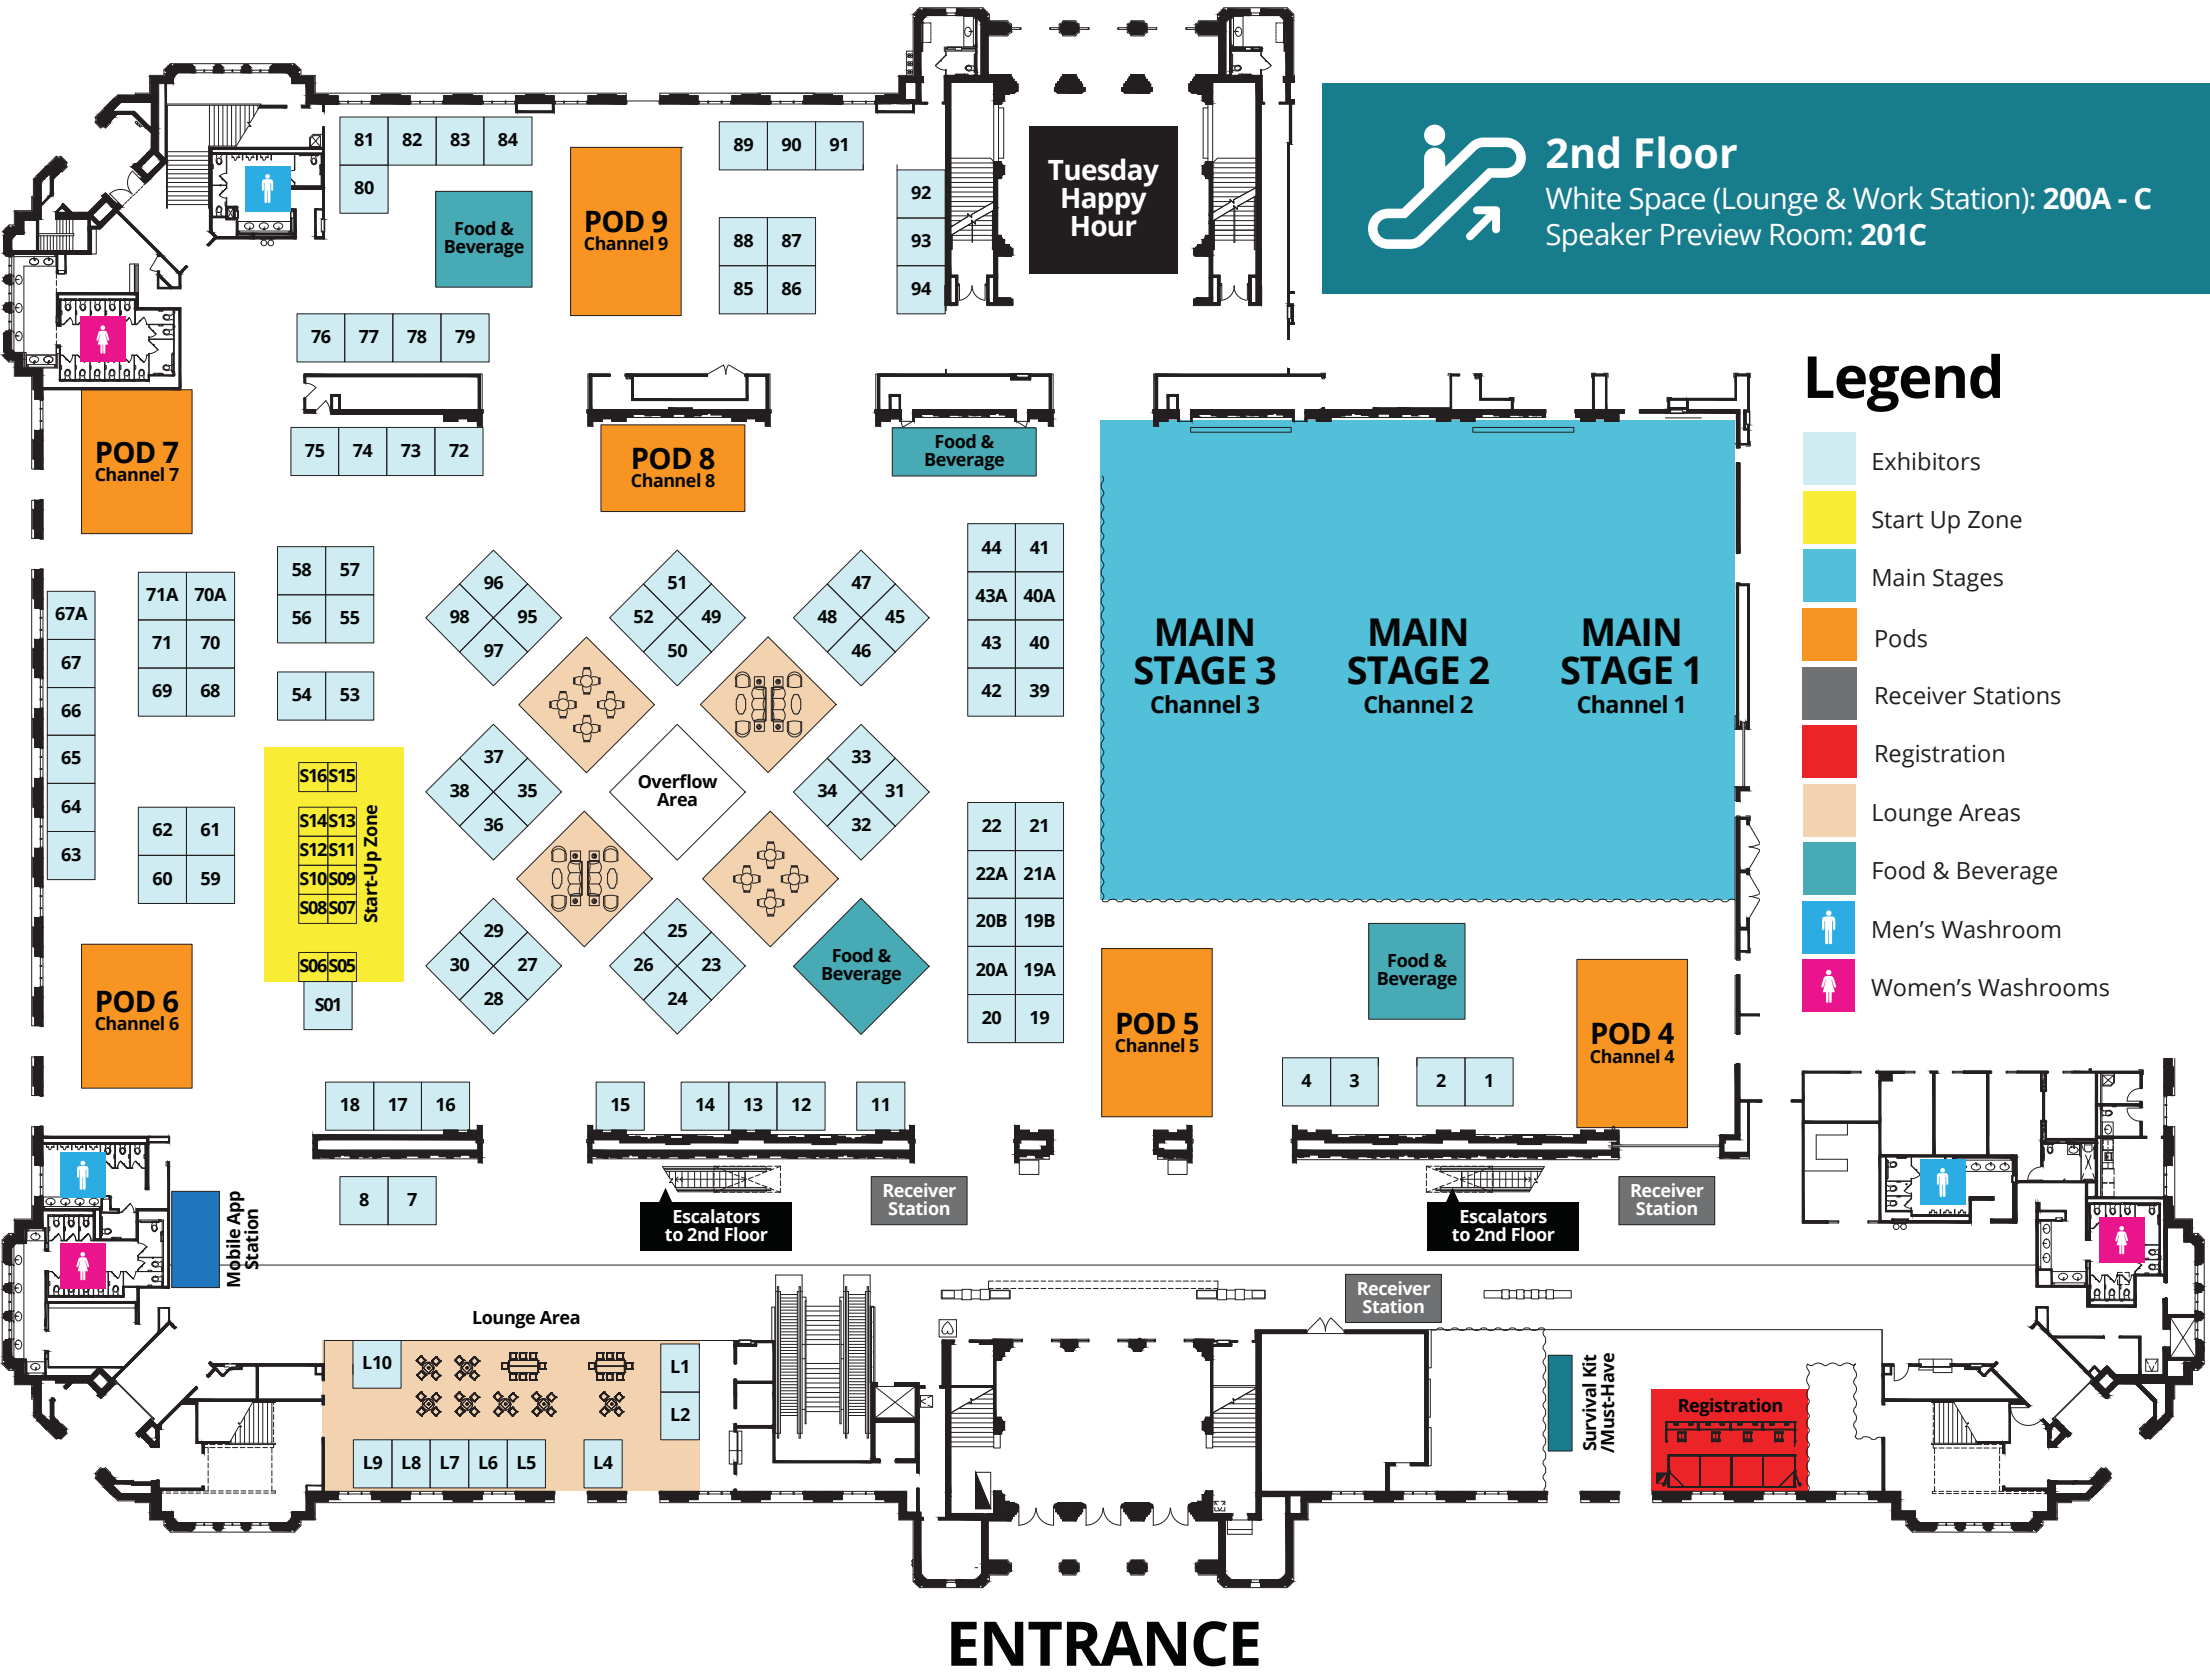 Tuesday
Happy
Hour
2nd Floor
White Space (Lounge & Work Station): 200A - C
Speaker Preview Room: 201C
81 82 83 84
80
Food &
Beverage
POD 9
Channel 9
89 90 91
92
88 87
93
85 86
94
76 77 78 79
POD 7
Channel 7
75 74 73 72
POD 8
Channel 8
Food &
Beverage
Legend
Exhibitors
Start Up Zone
Main Stages
Pods
Receiver Stations
Registration
Lounge Areas
Food & Beverage
Men's Washroom
Women's Washrooms
MAIN
STAGE 3
Channel 3
MAIN
STAGE 2
Channel 2
MAIN
STAGE 1
Channel 1
67A
67
66
65
64
63
71A 70A
71 70
69 68
58 57
56 55
54 53
62 61
60 59
96
98 95
97
51
52 49
50
47
48 45
46
44 41
43A 40A
43 40
42 39
S16 S15
S14 S13
S12 S11
S10 S09
S08 S07
S06 S05
S01
Start-Up Zone
37
38 35
36
Overflow
Area
33
34 31
32
29
30 27
28
25
26 23
24
Food &
Beverage
22 21
22A 21A
20B 19B
20A 19A
20 19
POD 6
Channel 6
POD 5
Channel 5
Food &
Beverage
POD 4
Channel 4
4 3
2 1
18 17 16
15
14 13 12
11
8 7
Mobile App
Station
Escalators
to 2nd Floor
Receiver
Station
Escalators
to 2nd Floor
Receiver
Station
Receiver
Station
Lounge Area
L10
L1
L2
L9 L8 L7 L6 L5
L4
Survival Kit
/Must-Have
Registration
ENTRANCE